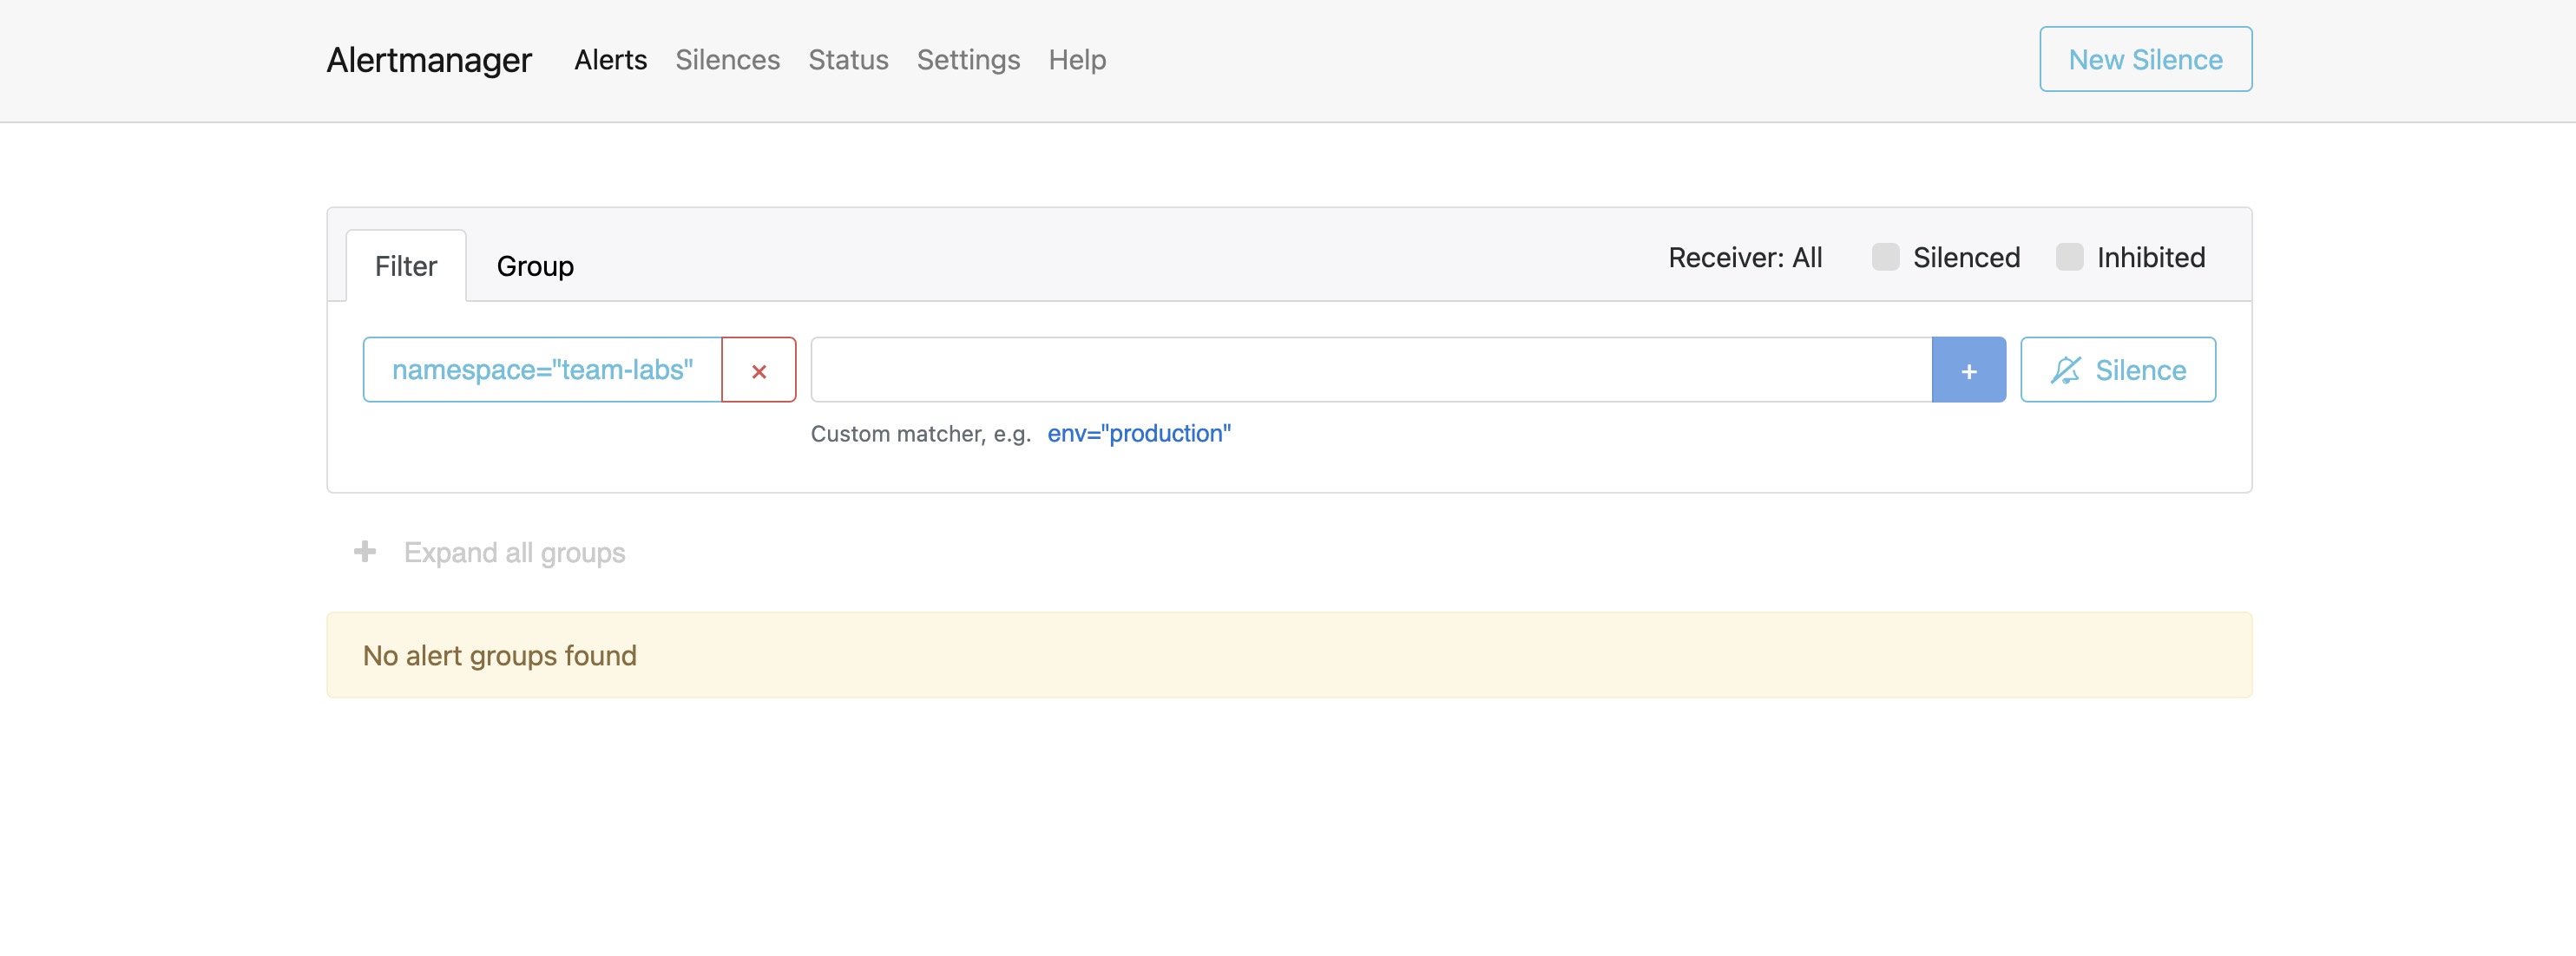 Alertmanager Alerts Silences Status Settings Help New Silence
Filter Group Receiver: All Silenced Inhibited
namespace="team-labs" × + Silence
Custom matcher, e.g. env="production"
+ Expand all groups
No alert groups found